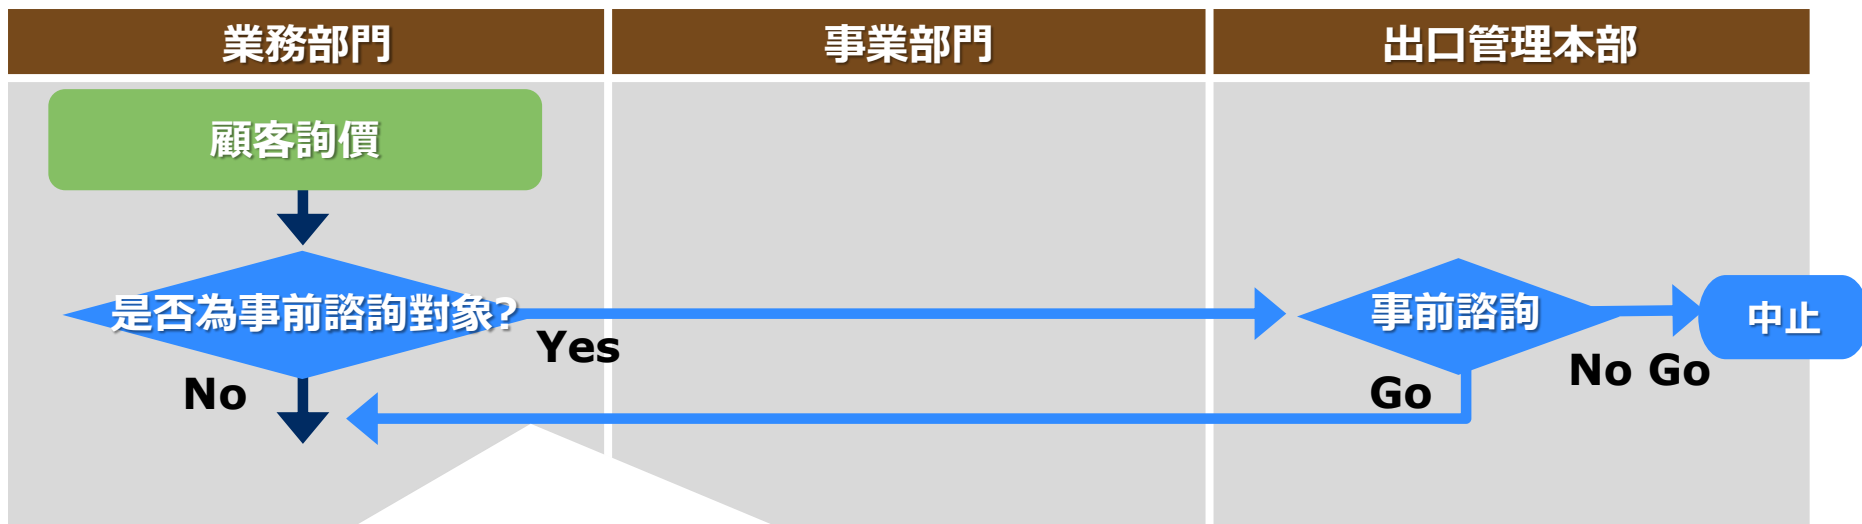 業務部門
事業部門
出口管理本部
顧客詢價
是否為事前諮詢對象?
Yes
事前諮詢
中止
No
Go
No Go